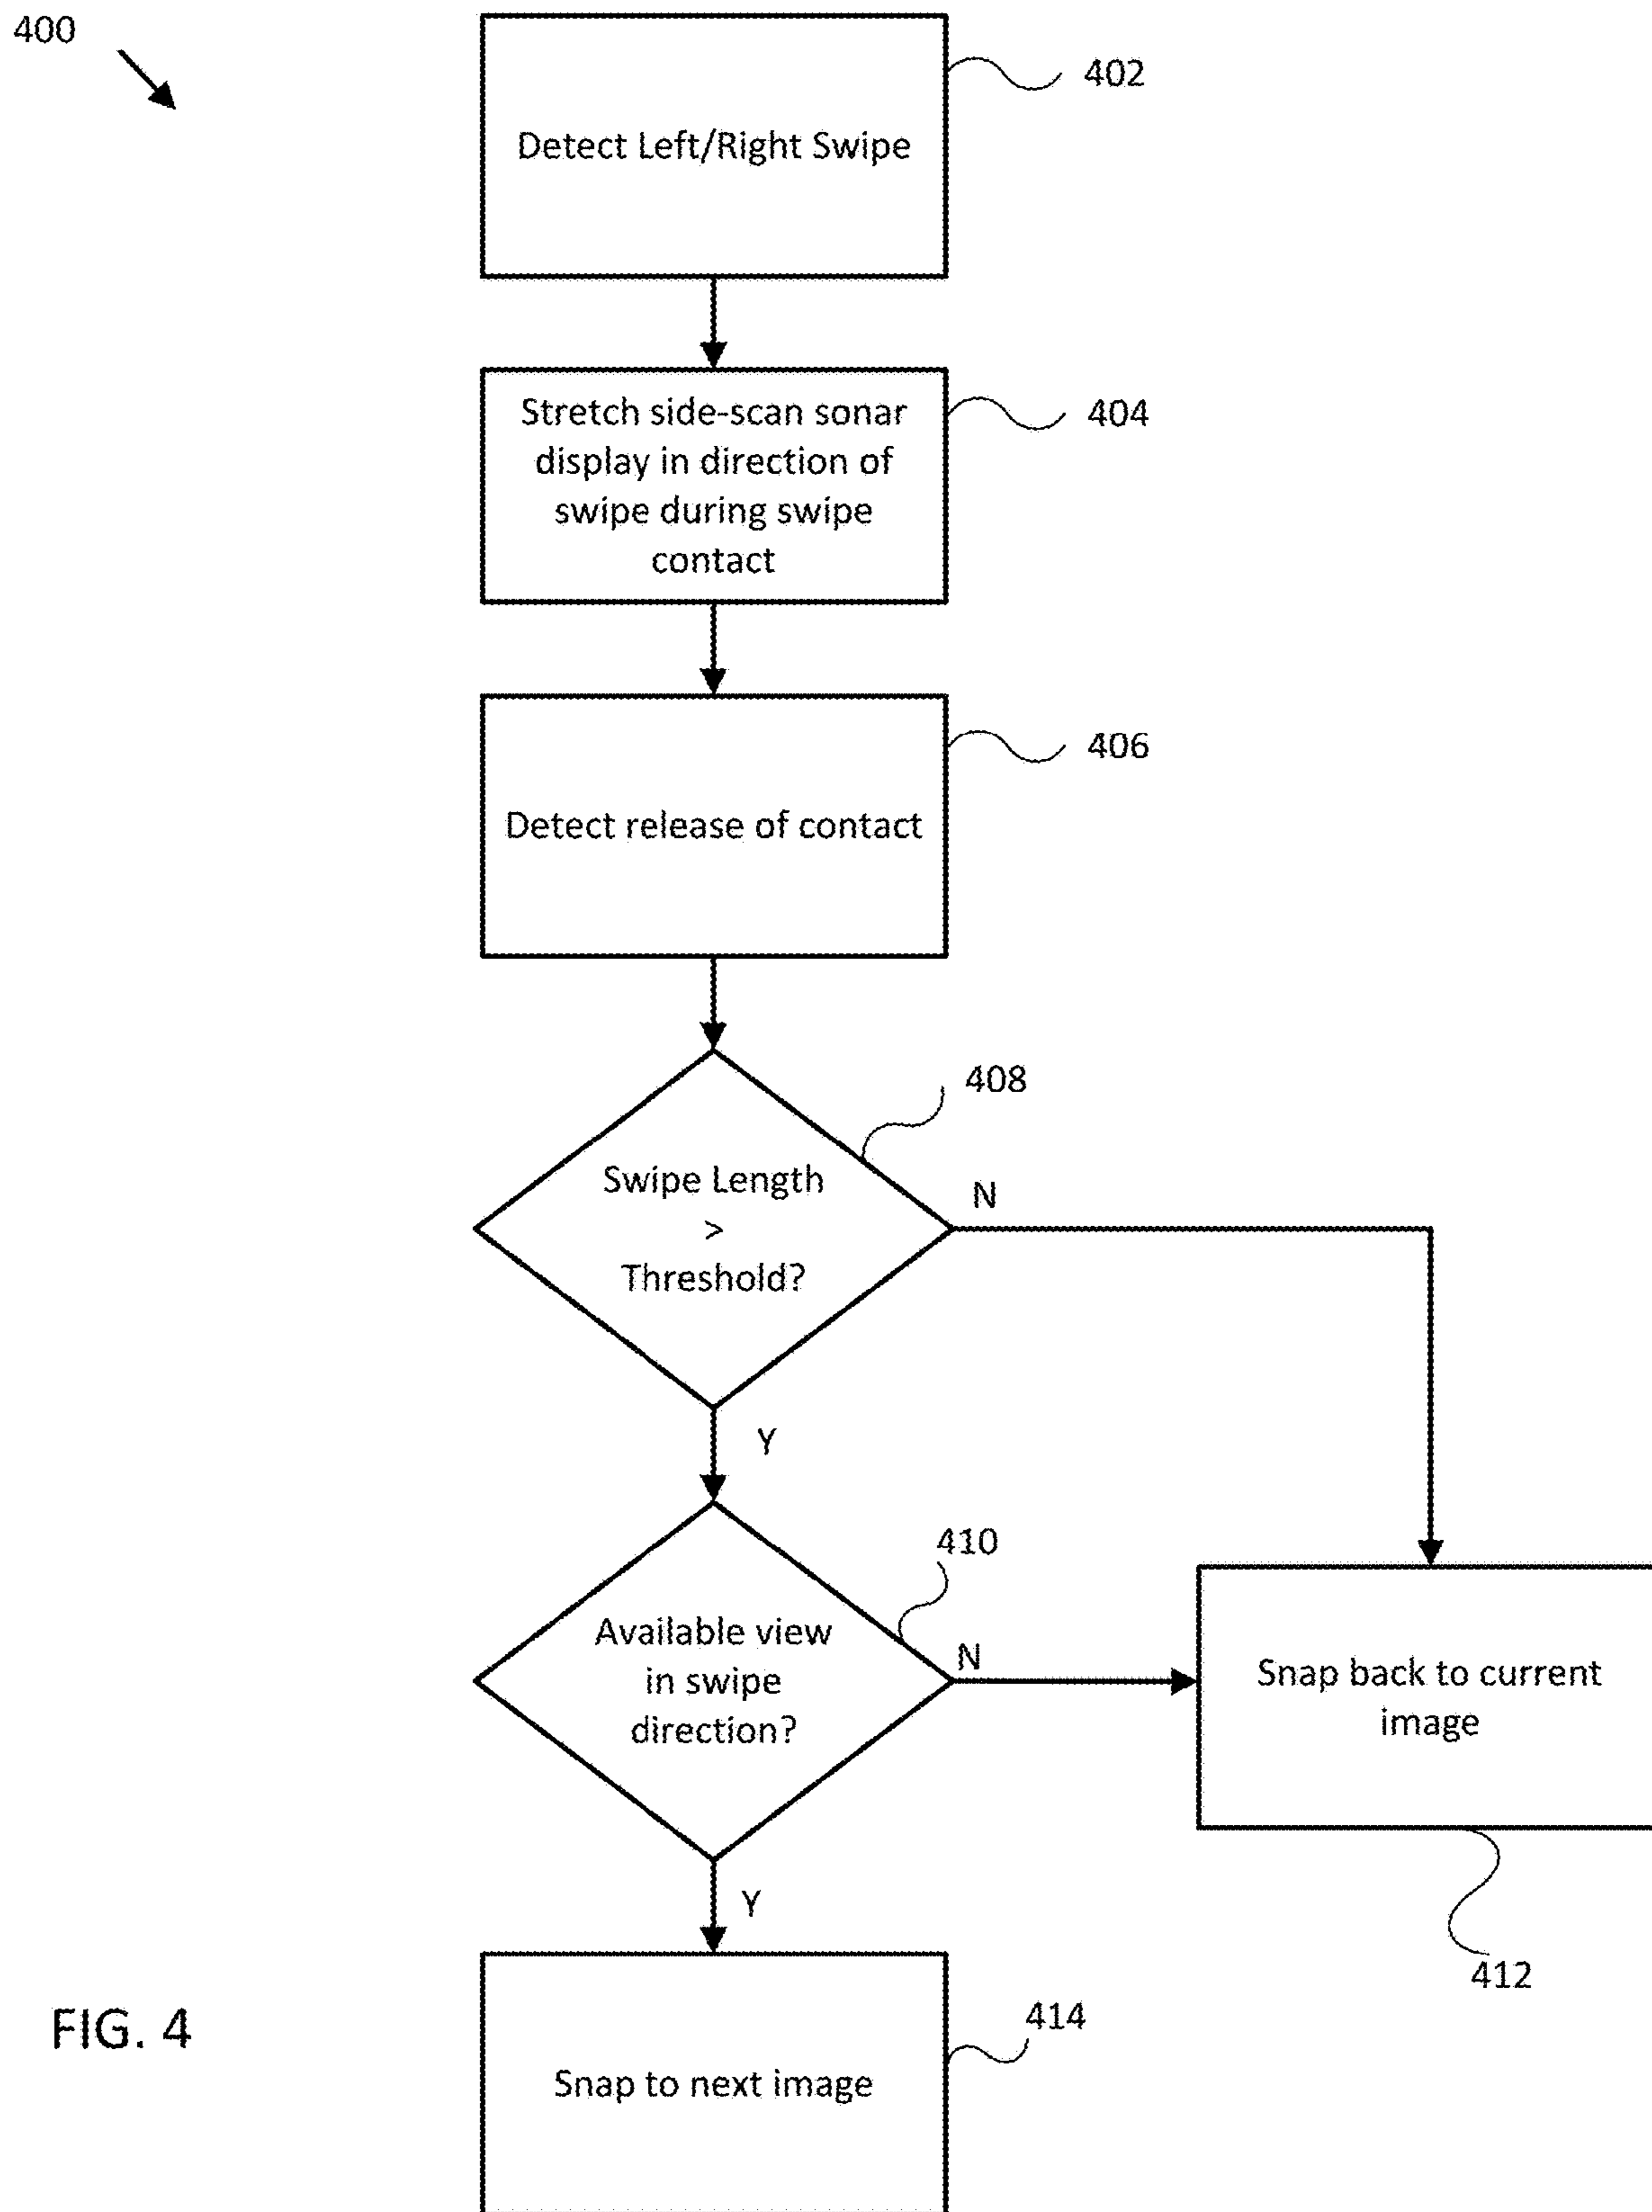 400
402
Detect Left/Right Swipe
404
Stretch side-scan sonar
display in direction of
swipe during swipe
contact
406
Detect release of contact
408
Swipe Length
>
Threshold?
N
Y
410
Available view
in swipe
direction?
N
Snap back to current
image
412
Y
414
Snap to next image
FIG. 4